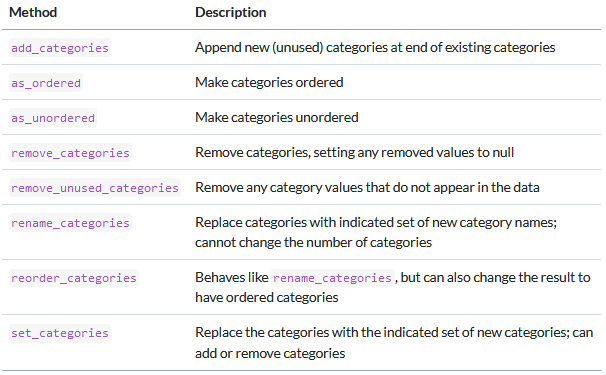 Method Description
add_categories Append new (unused) categories at end of existing categories
as_ordered Make categories ordered
as_unordered Make categories unordered
remove_categories Remove categories, setting any removed values to null
remove_unused_categories Remove any category values that do not appear in the data
rename_categories Replace categories with indicated set of new category names;
cannot change the number of categories
reorder_categories Behaves like rename_categories, but can also change the result to
have ordered categories
set_categories Replace the categories with the indicated set of new categories; can
add or remove categories